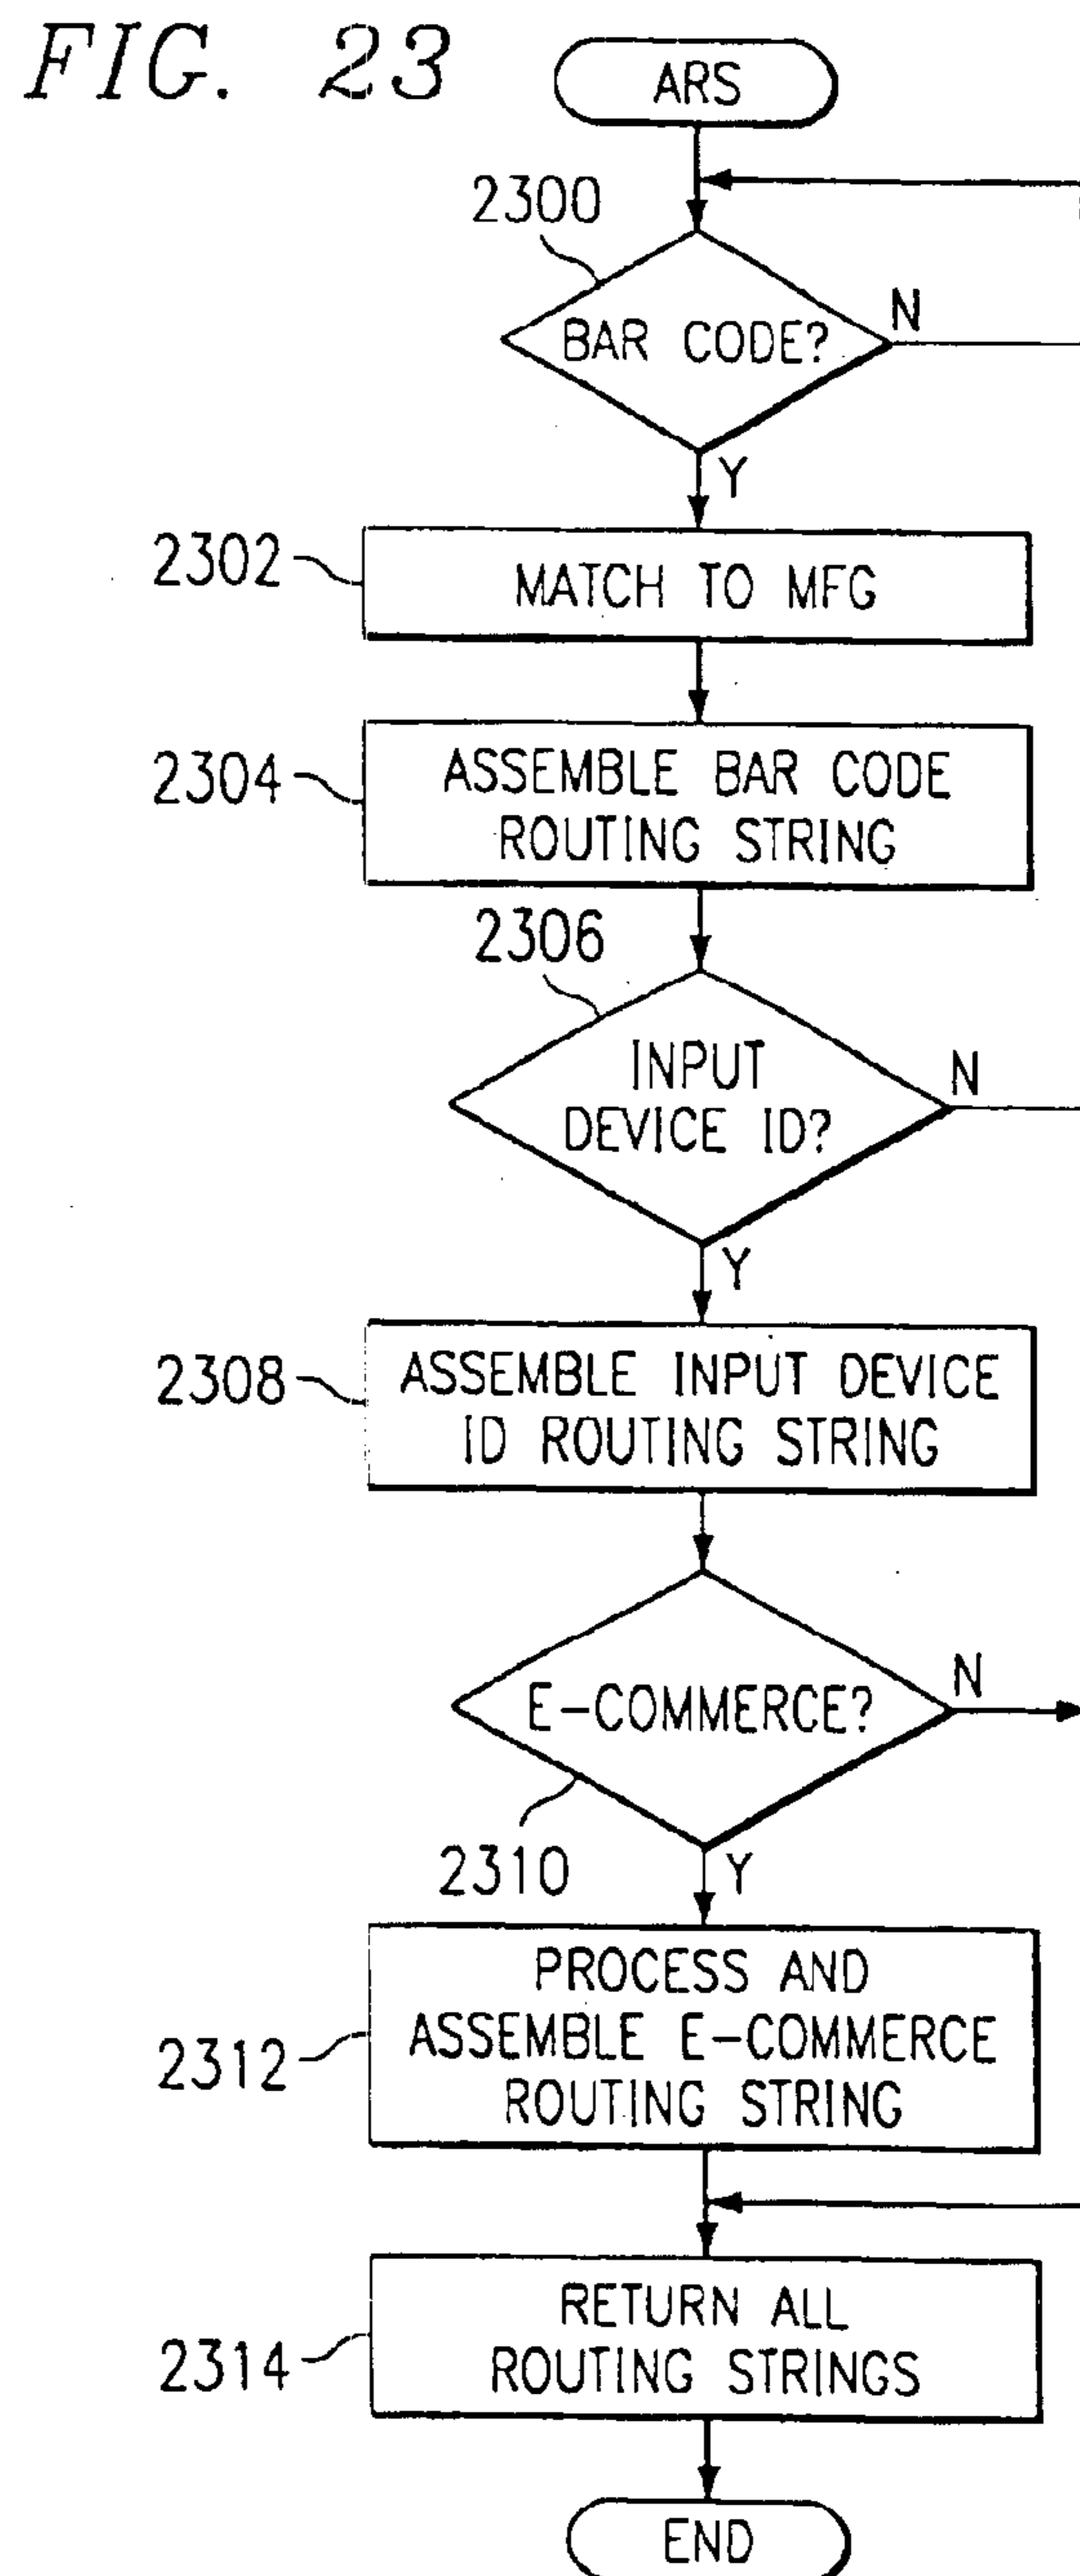 FIG. 23
ARS
2300
BAR CODE?
N
Y
2302
MATCH TO MFG
2304
ASSEMBLE BAR CODE
ROUTING STRING
2306
INPUT
DEVICE ID?
N
Y
2308
ASSEMBLE INPUT DEVICE
ID ROUTING STRING
E-COMMERCE?
N
2310
Y
PROCESS AND
ASSEMBLE E-COMMERCE
ROUTING STRING
2312
RETURN ALL
ROUTING STRINGS
2314
END